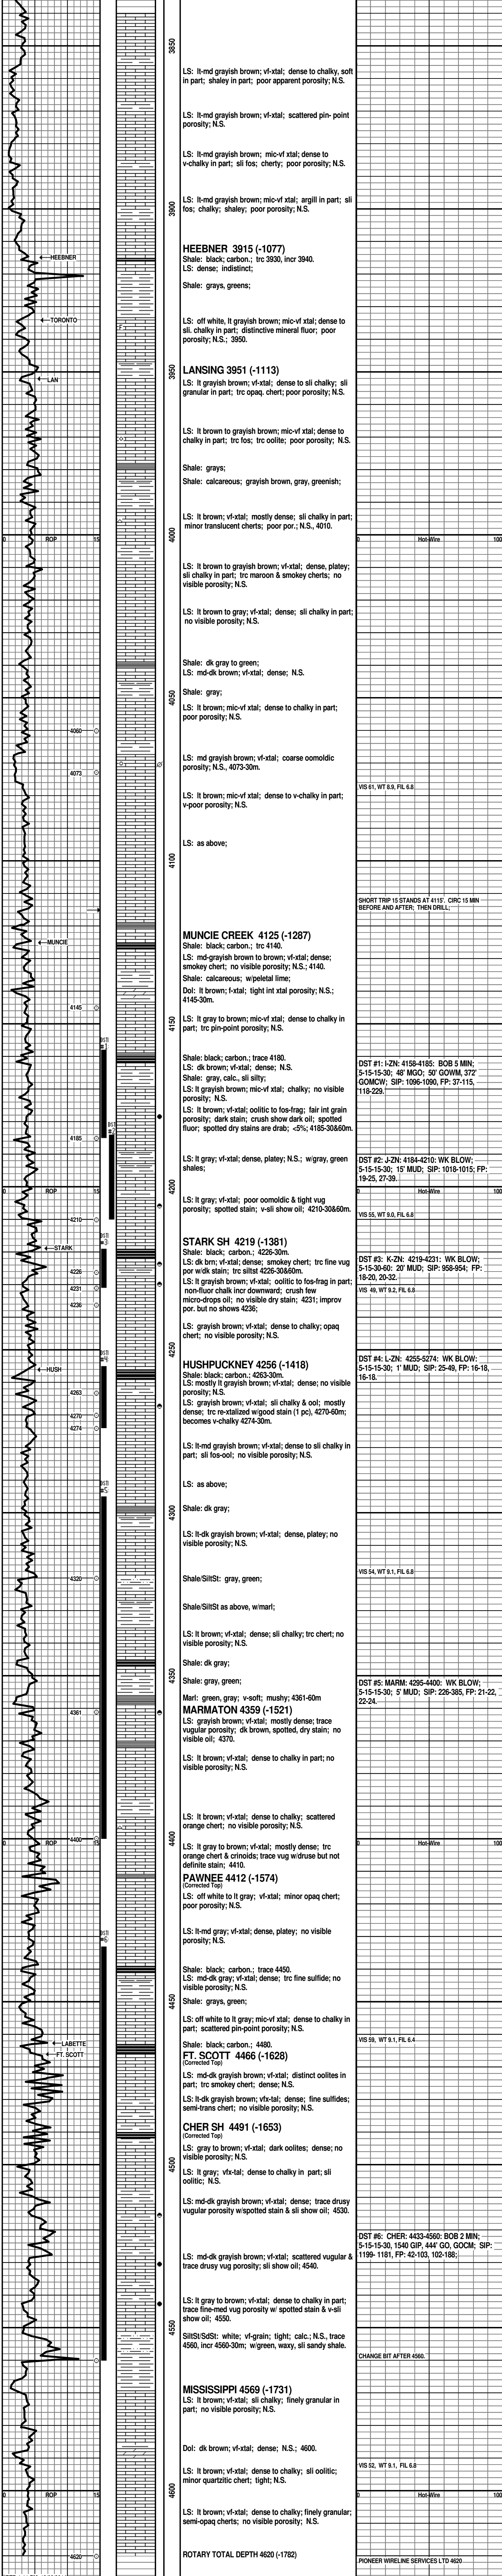 3850
LS: lt-md grayish brown; vf-xtal; dense to chalky, soft
in part; shaley in part; poor apparent porosity; N.S.
LS: lt-md grayish brown; vf-xtal; scattered pin- point
porosity; N.S.
LS: lt-md grayish brown; mic-vf xtal; dense to
v-chalky in part; sli fos; cherty; poor porosity; N.S.
LS: lt-md grayish brown; mic-vf xtal; argill in part; sli
fos; chalky; shaley; poor porosity; N.S.
3900
HEEBNER 3915 (-1077)
HEEBNER
Shale: black; carbon.; trc 3930, incr 3940.
LS: dense; indistinct;
Shale: grays, greens;
TORONTO
LS: off white, lt grayish brown; mic-vf xtal; dense to
sli. chalky in part; distinctive mineral fluor; poor
porosity; N.S.; 3950.
3950
LANSING 3951 (-1113)
LAN
LS: lt grayish brown; vf-xtal; dense to sli chalky; sli
granular in part; trc opaq. chert; poor porosity; N.S.
LS: lt brown to grayish brown; mic-vf xtal; dense to
chalky in part; trc fos; trc oolite; poor porosity; N.S.
Shale: grays;
Shale: calcareous; grayish brown, gray, greenish;
LS: lt brown; vf-xtal; mostly dense; sli chalky in part;
minor translucent cherts; poor por.; N.S., 4010.
4000
0 ROP 15
0 Hot-Wire 100
LS: lt brown to grayish brown; vf-xtal; dense, platey;
sli chalky in part; trc maroon & smokey cherts; no
visible porosity; N.S.
LS: lt brown to gray; vf-xtal; dense; sli chalky in part;
no visible porosity; N.S.
Shale: dk gray to green;
LS: md-dk brown; vf-xtal; dense; N.S.
Shale: gray;
4050
LS: lt brown; mic-vf xtal; dense to chalky in part;
poor porosity; N.S.
4060
LS: md grayish brown; vf-xtal; coarse oomoldic
porosity; N.S., 4073-30m.
4073
VIS 61, WT 8.9, FIL 6.8
LS: lt brown; mic-vf xtal; dense to v-chalky in part;
v-poor porosity; N.S.
LS: as above;
4100
SHORT TRIP 15 STANDS AT 4115'. CIRC 15 MIN
BEFORE AND AFTER; THEN DRILL;
MUNCIE CREEK 4125 (-1287)
MUNCIE
Shale: black; carbon.; trc 4140.
LS: md-grayish brown to brown; vf-xtal; dense;
smokey chert; no visible porosity; N.S.; 4140.
Shale: calcareous; w/peletal lime;
Dol: lt brown; f-xtal; tight int xtal porosity; N.S.;
4145-30m.
4145
4150
LS: lt gray to brown; mic-vf xtal; dense to chalky in
part; trc pin-point porosity; N.S.
Shale: black; carbon.; trace 4180.
LS: dk brown; vf-xtal; dense; N.S.
Shale: gray, calc., sli silty;
LS: lt grayish brown; mic-vf xtal; chalky; no visible
porosity; N.S.
DST #1: I-ZN: 4158-4185: BOB 5 MIN;
5-15-15-30; 48' MGO; 50' GOWM, 372'
GOMCW; SIP: 1096-1090, FP: 37-115,
118-229.
LS: lt brown; vf-xtal; oolitic to fos-frag; fair int grain
porosity; dark stain; crush show dark oil; spotted
fluor; spotted dry stains are drab; <5%; 4185-30&60m.
4185
LS: lt gray; vf-xtal; dense, platey; N.S.; w/gray, green
shales;
DST #2: J-ZN: 4184-4210: WK BLOW;
5-15-15-30; 15' MUD; SIP: 1018-1015; FP:
19-25, 27-39.
4200
LS: lt gray; vf-xtal; poor oomoldic & tight vug
porosity; spotted stain; v-sli show oil; 4210-30&60m.
4210
VIS 55, WT 9.0, FIL 6.8
STARK SH 4219 (-1381)
STARK
Shale: black; carbon.; 4226-30m.
LS: dk brn; vf-xtal; dense; smokey chert; trc fine vug
por w/dk stain; trc siltst 4226-30&60m.
4226
DST #3: K-ZN: 4219-4231: WK BLOW;
5-15-30-60: 20' MUD; SIP: 958-954; FP:
18-20, 20-32.
LS: lt grayish brown; vf-xtal; oolitic to fos-frag in part;
non-fluor chalk incr downward; crush few
micro-drops oil; no visible dry stain; 4231; improv
por. but no shows 4236;
4231
4236
VIS 49, WT 9.2, FIL 6.8
LS: grayish brown; vf-xtal; dense to chalky; opaq
chert; no visible porosity; N.S.
4250
HUSHPUCKNEY 4256 (-1418)
HUSH
Shale: black; carbon.: 4263-30m.
LS: mostly lt grayish brown; vf-xtal; dense; no visible
porosity; N.S.
4263
DST #4: L-ZN: 4255-5274: WK BLOW;
5-15-15-30; 1' MUD; SIP: 25-49, FP: 16-18,
16-18.
LS: grayish brown; vf-xtal; sli chalky & ool; mostly
dense; trc re-xtalized w/good stain (1 pc), 4270-60m;
becomes v-chalky 4274-30m.
4270
4274
LS: lt-md grayish brown; vf-xtal; dense to sli chalky in
part; sli fos-ool; no visible porosity; N.S.
LS: as above;
Shale: dk gray;
4300
LS: lt-dk grayish brown; vf-xtal; dense, platey; no
visible porosity; N.S.
4320
VIS 54, WT 9.1, FIL 6.8
Shale/SiltSt: gray, green;
Shale/SiltSt as above, w/marl;
LS: lt brown; vf-xtal; dense; sli chalky; trc chert; no
visible porosity; N.S.
Shale: dk gray;
4350
Shale: gray, green;
Marl: green, gray; v-soft; mushy; 4361-60m
DST #5: MARM: 4295-4400: WK BLOW;
5-15-15-30; 5' MUD; SIP: 226-385, FP: 21-22,
22-24.
MARMATON 4359 (-1521)
4361
LS: grayish brown; vf-xtal; mostly dense; trace
vugular porosity; dk brown, spotted, dry stain; no
visible oil; 4370.
LS: lt brown; vf-xtal; dense to chalky in part; no
visible porosity; N.S.
LS: lt brown; vf-xtal; dense to chalky; scattered
orange chert; no visible porosity; N.S.
4400
0 ROP 15
0 Hot-Wire 100
4400
LS: lt gray to brown; vf-xtal; mostly dense; trc
orange chert & crinoids; trace vug w/druse but not
definite stain; 4410.
PAWNEE 4412 (-1574)
(Corrected Top)
LS: off white to lt gray; vf-xtal; minor opaq chert;
poor porosity; N.S.
LS: lt-md gray; vf-xtal; dense, platey; no visible
porosity; N.S.
Shale: black; carbon.; trace 4450.
LS: md-dk gray; vf-xtal; dense; trc fine sulfide; no
visible porosity; N.S.
4450
Shale: grays, green;
LS: off white to lt gray; mic-vf xtal; dense to chalky in
part; scattered pin-point porosity; N.S.
LABETTE
VIS 59, WT 9.1, FIL 6.4
Shale: black; carbon.; 4480.
FT. SCOTT
FT. SCOTT 4466 (-1628)
(Corrected Top)
LS: md-dk grayish brown; vf-xtal; distinct oolites in
part; trc smokey chert; dense; N.S.
LS: lt-dk grayish brown; vfx-tal; dense; fine sulfides;
semi-trans chert; no visible porosity; N.S.
CHER SH 4491 (-1653)
(Corrected Top)
LS: gray to brown; vf-xtal; dark oolites; dense; no
visible porosity; N.S.
4500
LS: lt gray; vfx-tal; dense to chalky in part; sli
oolitic; N.S.
LS: md-dk grayish brown; vf-xtal; dense; trace drusy
vugular porosity w/spotted stain & sli show oil; 4530.
DST #6: CHER: 4433-4560: BOB 2 MIN;
5-15-15-30, 1540 GIP, 444' GO, GOCM; SIP:
1199- 1181, FP: 42-103, 102-188;
LS: md-dk grayish brown; vf-xtal; scattered vugular &
trace drusy vug porosity; sli show oil; 4540.
LS: lt gray to brown; vf-xtal; dense to chalky in part;
trace fine-med vug porosity w/ spotted stain & v-sli
show oil; 4550.
4550
SiltSt/SdSt: white; vf-grain; tight; calc.; N.S., trace
4560, incr 4560-30m; w/green, waxy, sli sandy shale.
CHANGE BIT AFTER 4560.
MISSISSIPPI 4569 (-1731)
LS: lt brown; vf-xtal; sli chalky; finely granular in
part; no visible porosity; N.S.
Dol: dk brown; vf-xtal; dense; N.S.; 4600.
LS: lt brown; vf-xtal; dense to chalky; sli oolitic;
minor quartzitic chert; tight; N.S.
VIS 52, WT 9.1, FIL 6.8
4600
0 ROP 15
0 Hot-Wire 100
LS: lt brown; vf-xtal; dense to chalky; finely granular;
semi-opaq cherts; no visible porosity; N.S.
4620
ROTARY TOTAL DEPTH 4620 (-1782)
PIONEER WIRELINE SERVICES LTD 4620